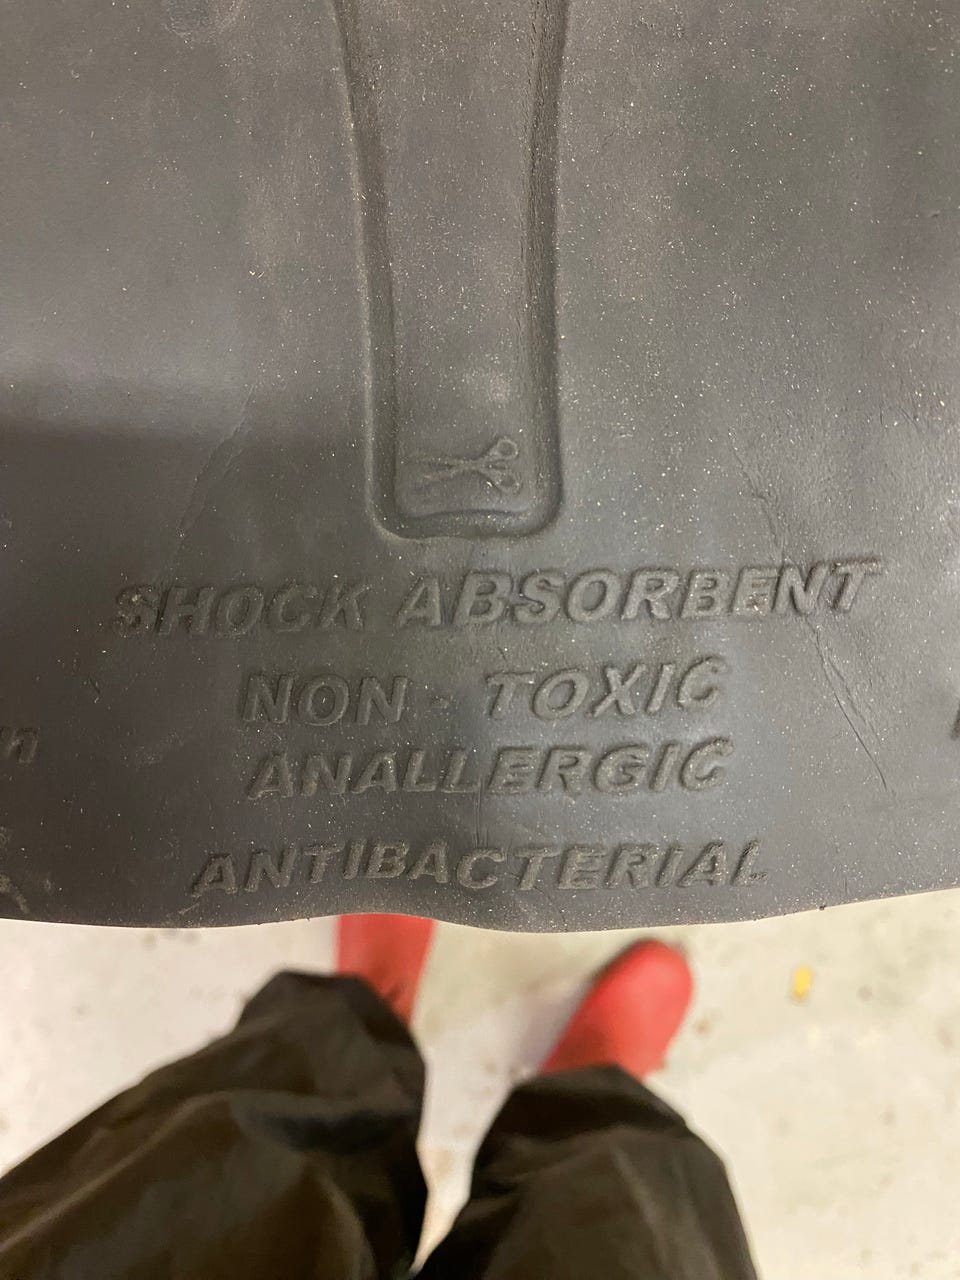 SHOCK ABSORBENT
NON - TOXIC
ANALLERGIC
ANTIBACTERIAL